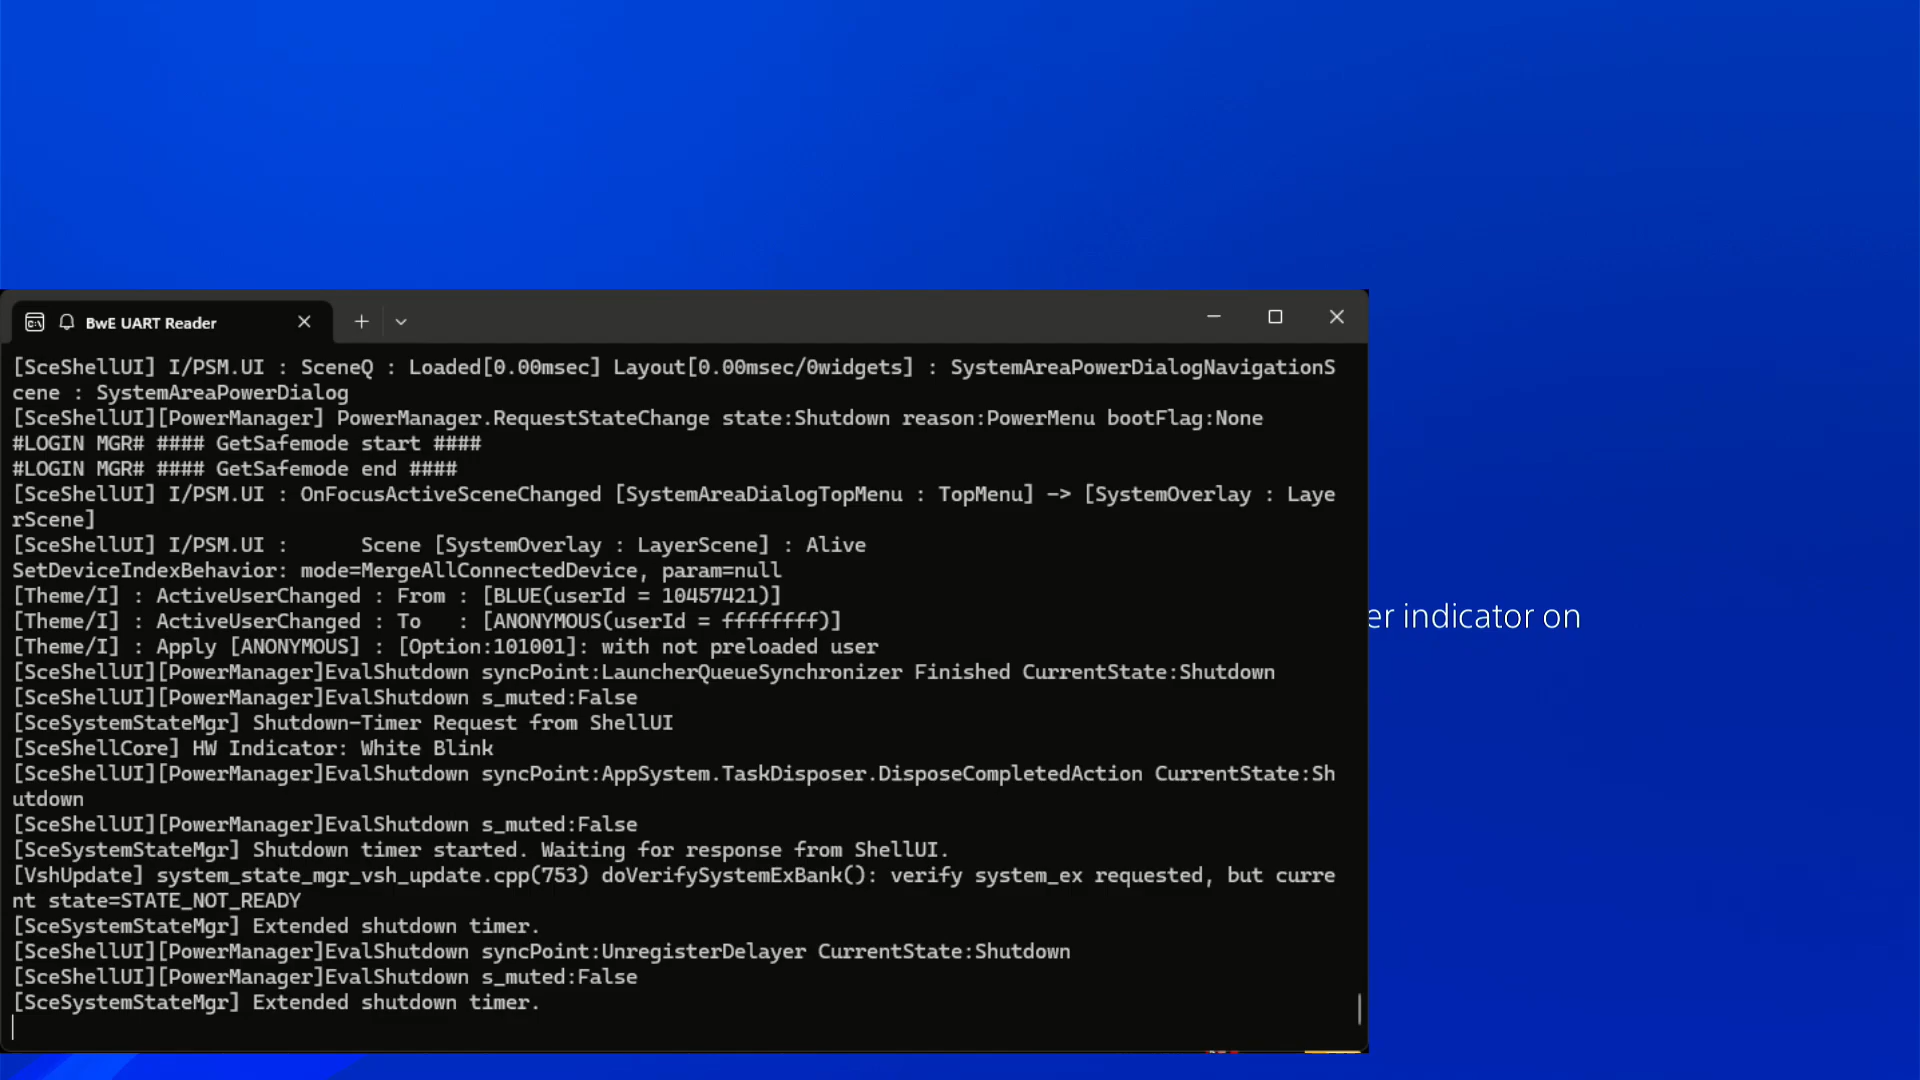 BwE UART Reader
[SceShellUI] I/PSM.UI : SceneQ : Loaded[0.00msec] Layout[0.00msec/0widgets] : SystemAreaPowerDialogNavigationS
cene : SystemAreaPowerDialog
[SceShellUI][PowerManager] PowerManager.RequestStateChange state:Shutdown reason:PowerMenu bootFlag:None
#LOGIN MGR# #### GetSafemode start ####
#LOGIN MGR# #### GetSafemode end ####
[SceShellUI] I/PSM.UI : OnFocusActiveSceneChanged [SystemAreaDialogTopMenu : TopMenu] -> [SystemOverlay : Laye
rScene]
[SceShellUI] I/PSM.UI :      Scene [SystemOverlay : LayerScene] : Alive
SetDeviceIndexBehavior: mode=MergeAllConnectedDevice, param=null
[Theme/I] : ActiveUserChanged : From : [BLUE(userId = 10457421)]
[Theme/I] : ActiveUserChanged : To   : [ANONYMOUS(userId = ffffffff)]
[Theme/I] : Apply [ANONYMOUS] : [Option:101001]: with not preloaded user
[SceShellUI][PowerManager]EvalShutdown syncPoint:LauncherQueueSynchronizer Finished CurrentState:Shutdown
[SceShellUI][PowerManager]EvalShutdown s_muted:False
[SceSystemStateMgr] Shutdown-Timer Request from ShellUI
[SceShellCore] HW Indicator: White Blink
[SceShellUI][PowerManager]EvalShutdown syncPoint:AppSystem.TaskDisposer.DisposeCompletedAction CurrentState:Sh
utdown
[SceShellUI][PowerManager]EvalShutdown s_muted:False
[SceSystemStateMgr] Shutdown timer started. Waiting for response from ShellUI.
[VshUpdate] system_state_mgr_vsh_update.cpp(753) doVerifySystemExBank(): verify system_ex requested, but curre
nt state=STATE_NOT_READY
[SceSystemStateMgr] Extended shutdown timer.
[SceShellUI][PowerManager]EvalShutdown syncPoint:UnregisterDelayer CurrentState:Shutdown
[SceShellUI][PowerManager]EvalShutdown s_muted:False
[SceSystemStateMgr] Extended shutdown timer.
er indicator on